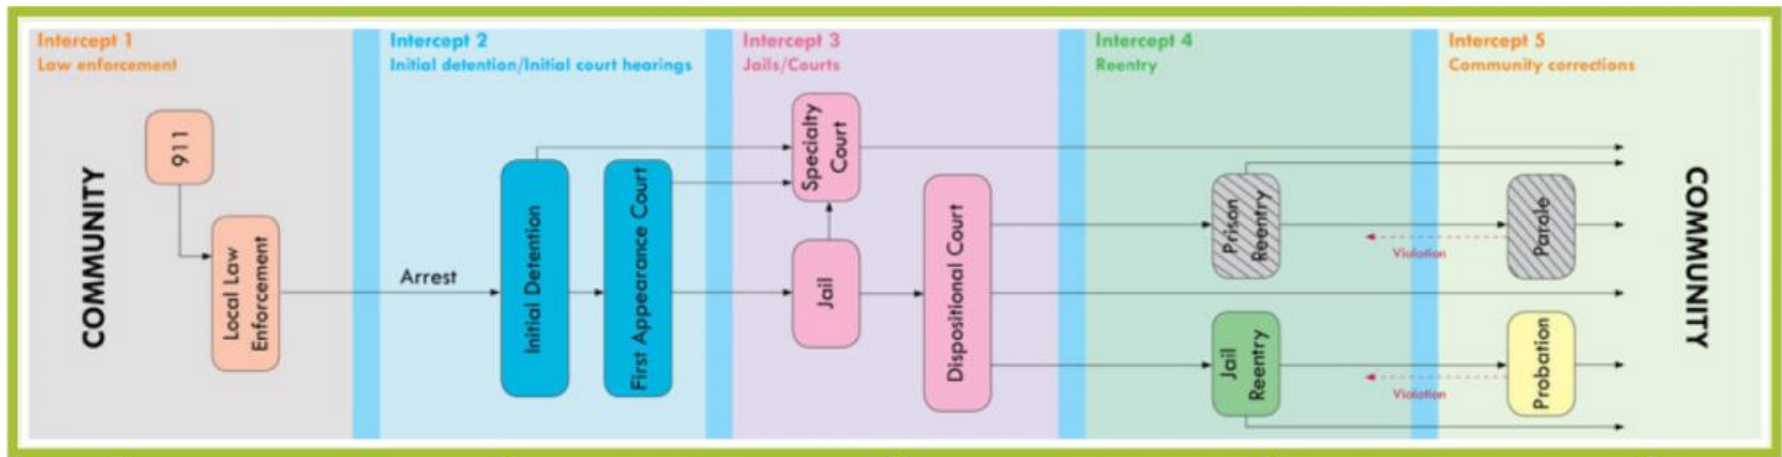 Intercept 1
Law enforcement
COMMUNITY
911
Local Law
Enforcement
Arrest
Intercept 2
Initial detention/Initial court hearings
Initial Detention
First Appearance Court
Intercept 3
Jails/Courts
Specialty
Court
Jail
Dispositional Court
Intercept 4
Reentry
Prison
Reentry
Jail
Reentry
Violation
Violation
Intercept 5
Community corrections
Parole
Probation
COMMUNITY